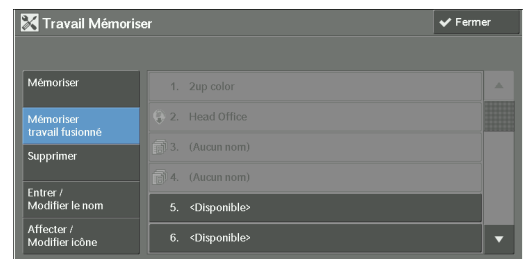 Travail Mémoriser
Fermer
Mémoriser
Mémoriser
travail fusionné
Supprimer
Entrer /
Modifier le nom
Affecter /
Modifier icône
1. 2up color
2. Head Office
3. (Aucun nom)
4. (Aucun nom)
5. <Disponible>
6. <Disponible>